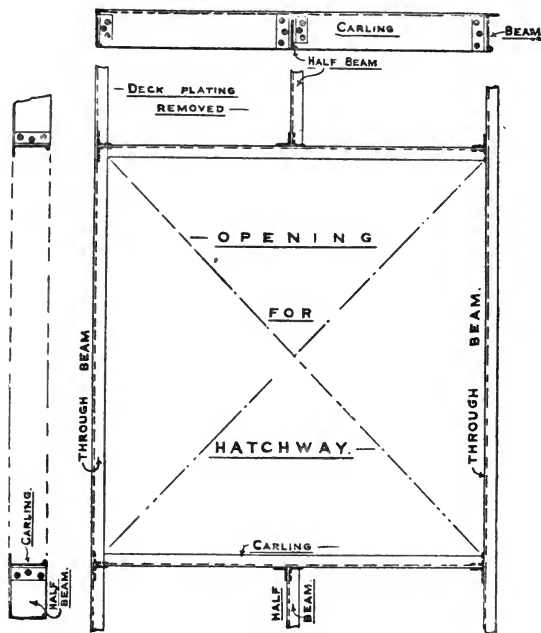 CARLING
BEAM
HALF BEAM
DECK PLATING
REMOVED
OPENING
FOR
HATCHWAY.
THROUGH BEAM
THROUGH BEAM.
CARLING.
HALF
BEAM.
CARLING
HALF
BEAM.